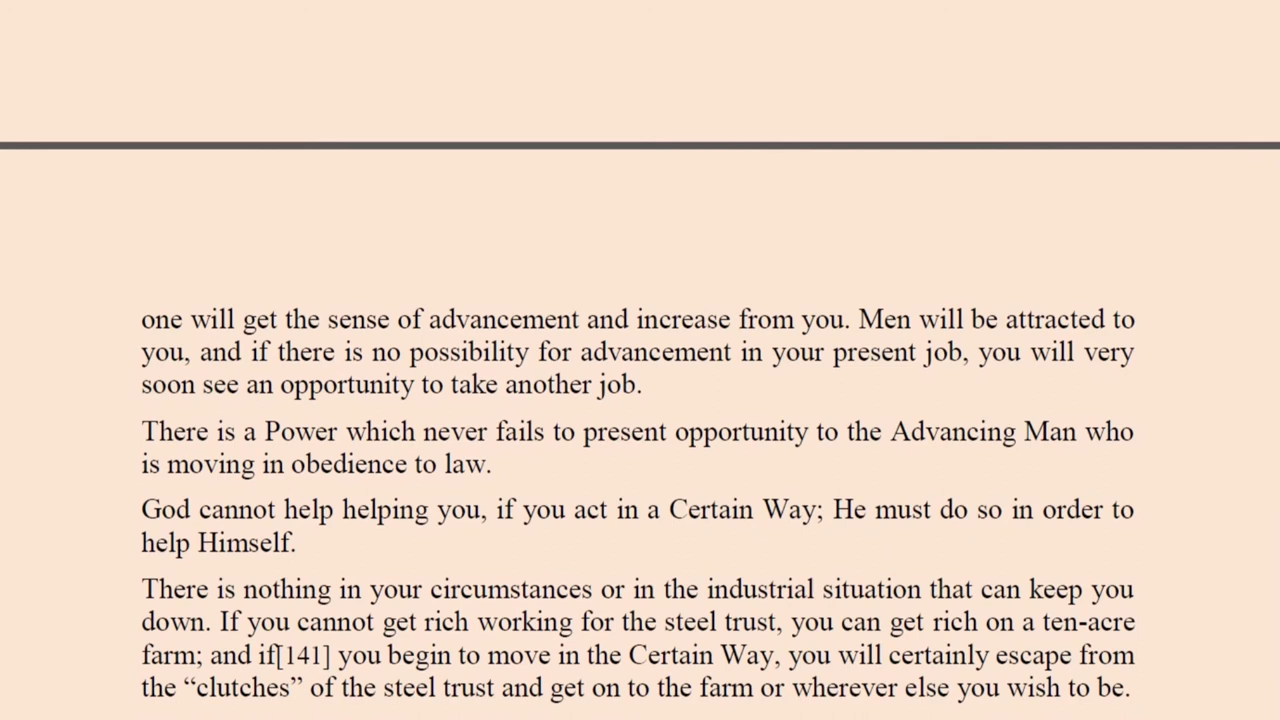 one will get the sense of advancement and increase from you. Men will be attracted to
you, and if there is no possibility for advancement in your present job, you will very
soon see an opportunity to take another job.
There is a Power which never fails to present opportunity to the Advancing Man who
is moving in obedience to law.
God cannot help helping you, if you act in a Certain Way; He must do so in order to
help Himself.
There is nothing in your circumstances or in the industrial situation that can keep you
down. If you cannot get rich working for the steel trust, you can get rich on a ten-acre
farm; and if[141] you begin to move in the Certain Way, you will certainly escape from
the “clutches” of the steel trust and get on to the farm or wherever else you wish to be.